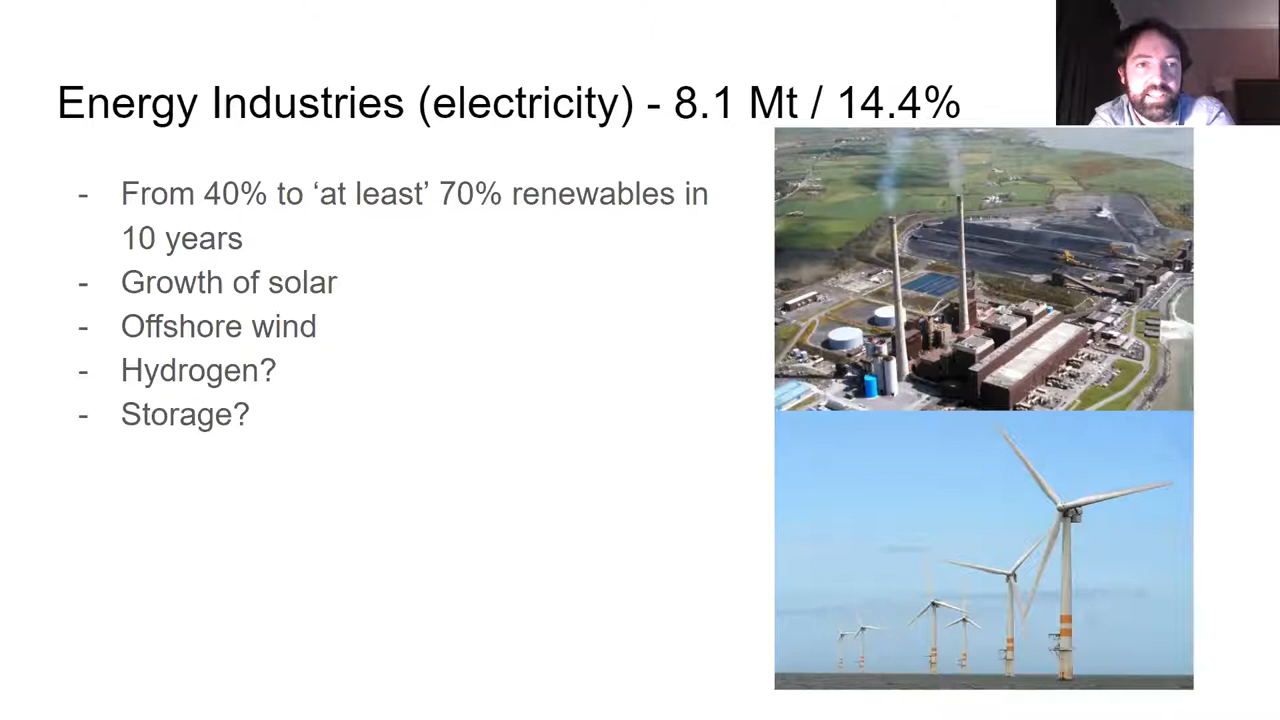 Energy Industries (electricity) - 8.1 Mt / 14.4%
- From 40% to ‘at least’ 70% renewables in
10 years
- Growth of solar
- Offshore wind
- Hydrogen?
- Storage?